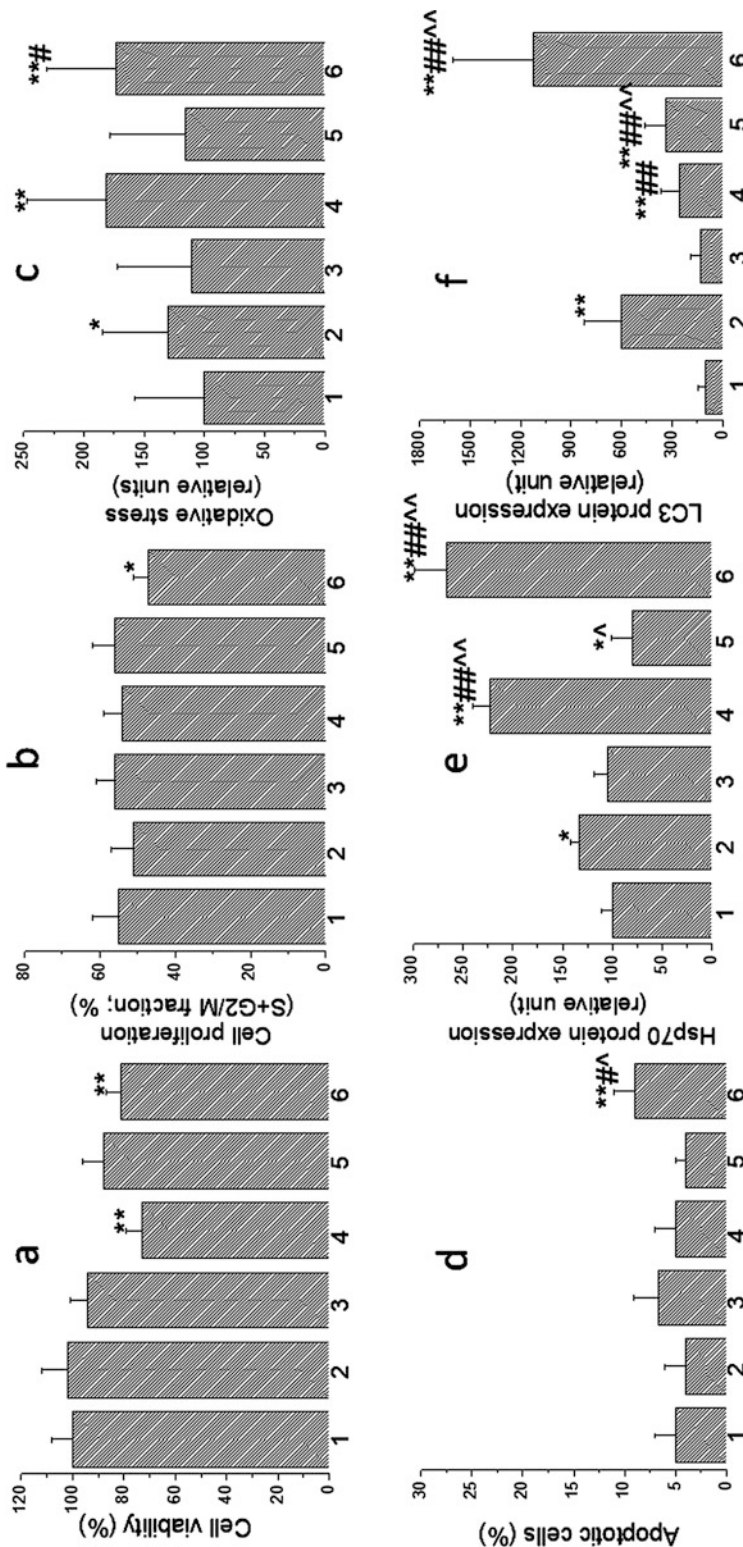 a
Cell viability (%)
120
100
80
60
40
20
0
** **
1 2 3 4 5 6
b
Cell proliferation
(S+G2/M fraction; %)
80
60
40
20
0
*
1 2 3 4 5 6
c
Oxidative stress
(relative units)
250
200
150
100
50
0
* ** **#
1 2 3 4 5 6
d
Apoptotic cells (%)
30
25
20
15
10
5
0
**#^
1 2 3 4 5 6
e
Hsp70 protein expression
(relative unit)
300
250
200
150
100
50
0
* **##^^ *^ **##^^
1 2 3 4 5 6
f
LC3 protein expression
(relative unit)
1800
1500
1200
900
600
300
0
** **## **##^^ **##^^
1 2 3 4 5 6